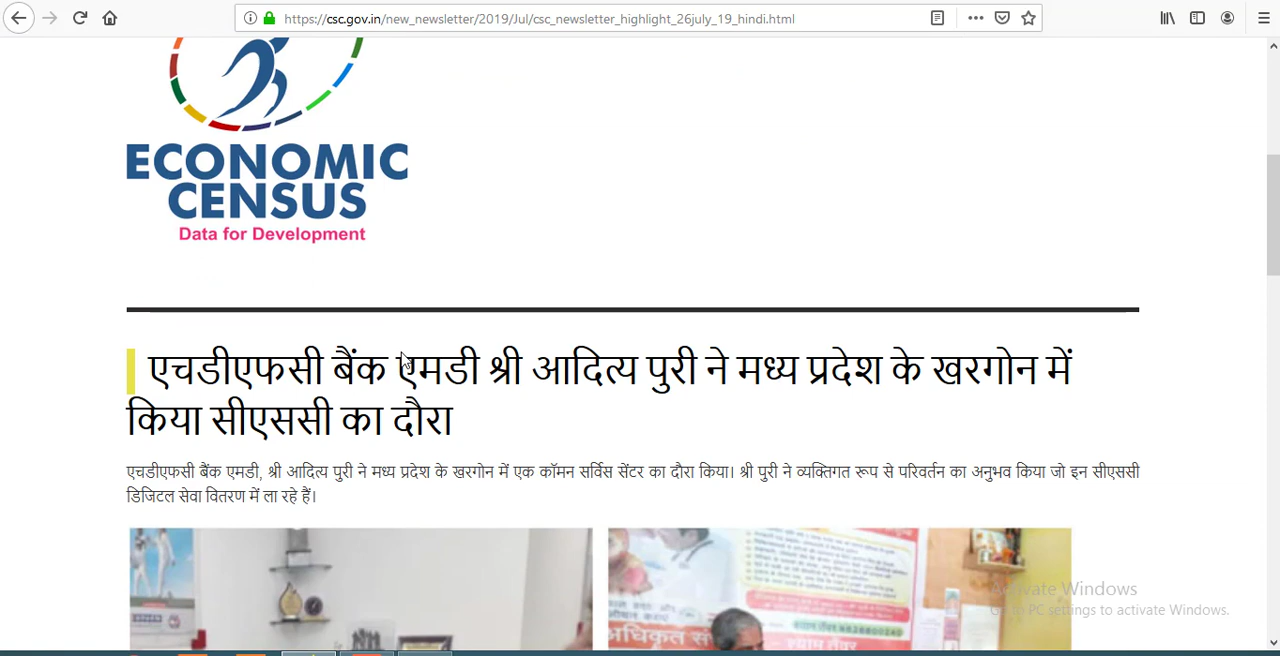 https://csc.gov.in/new_newsletter/2019/Jul/csc_newsletter_highlight_26july_19_hindi.html
ECONOMIC
CENSUS
Data for Development
एचडीएफसी बैंक एमडी श्री आदित्य पुरी ने मध्य प्रदेश के खरगोन में
किया सीएससी का दौरा
एचडीएफसी बैंक एमडी, श्री आदित्य पुरी ने मध्य प्रदेश के खरगोन में एक कॉमन सर्विस सेंटर का दौरा किया। श्री पुरी ने व्यक्तिगत रूप से परिवर्तन का अनुभव किया जो इन सीएससी
डिजिटल सेवा वितरण में ला रहे हैं।
Activate Windows
Go to PC settings to activate Windows.